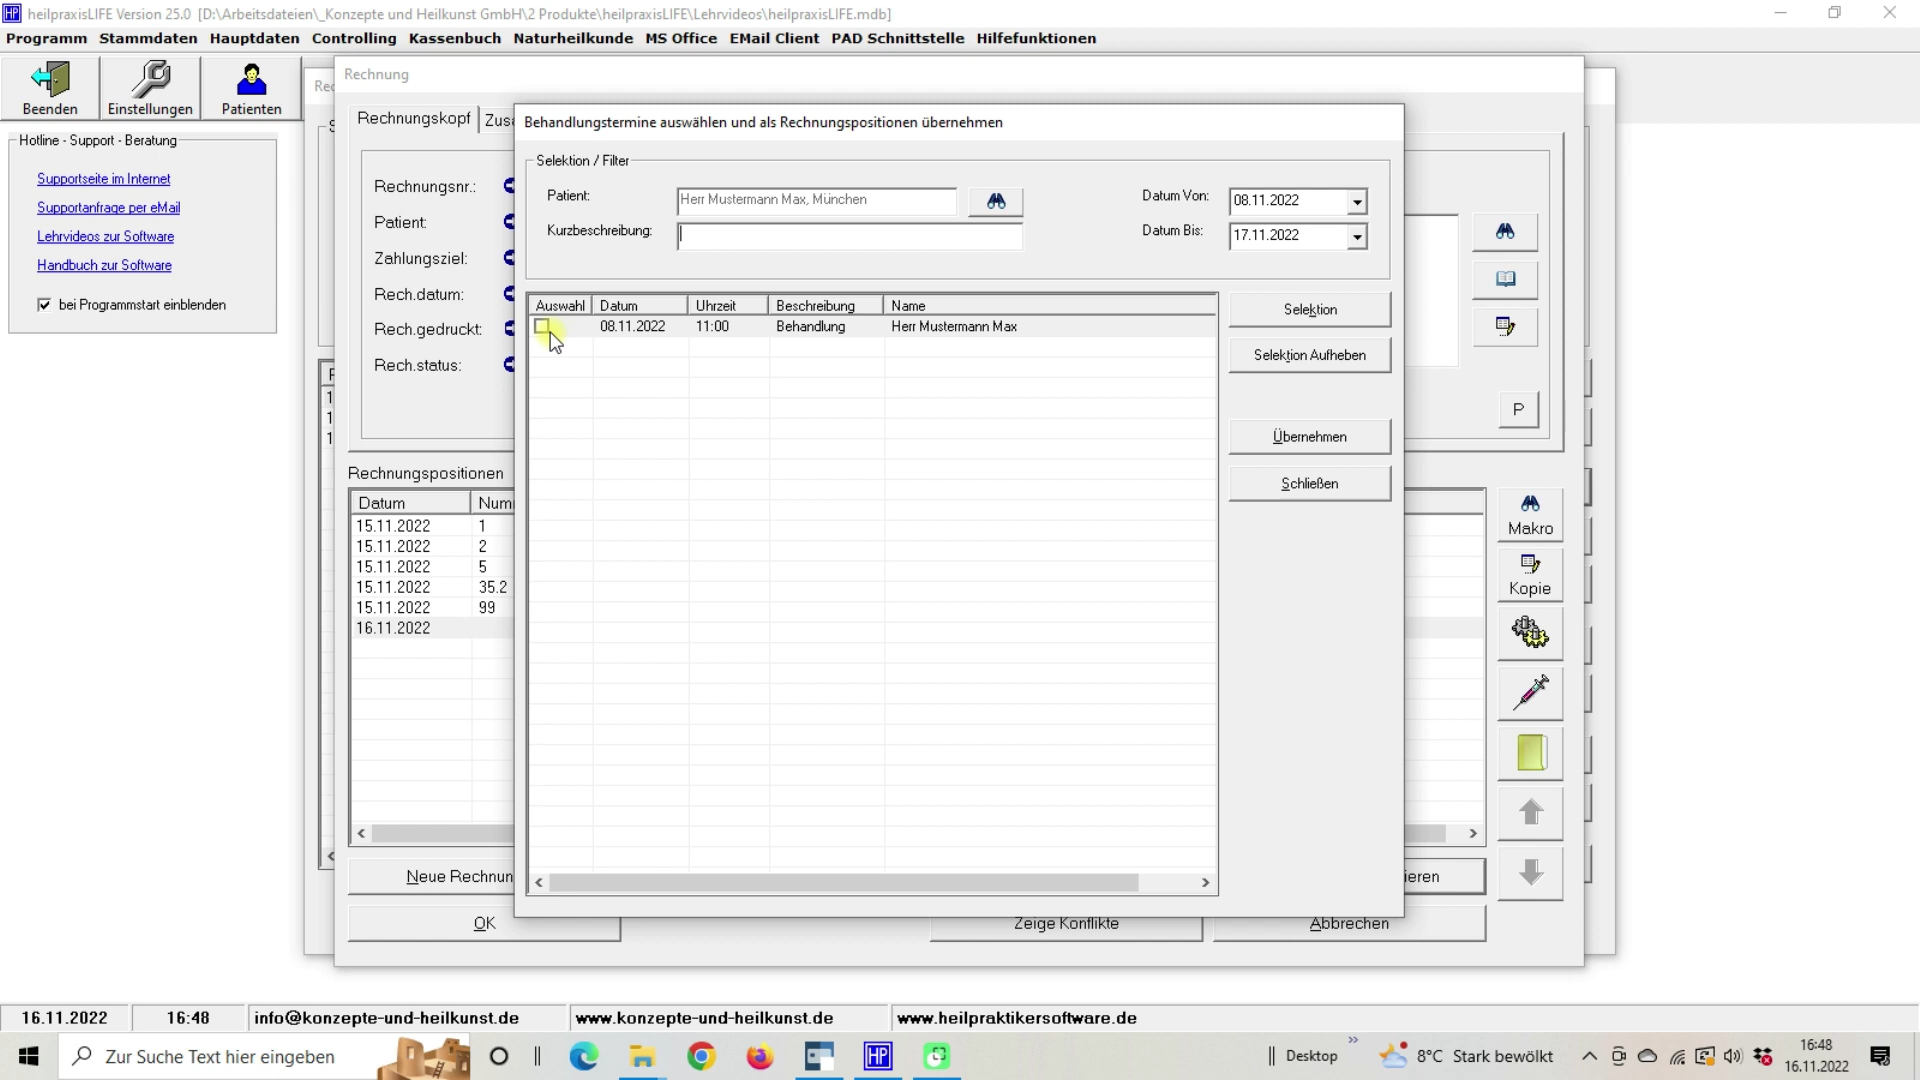 heilpraxisLIFE Version 25.0 [D:\Arbeitsdateien\_Konzepte und Heilkunst GmbH\2 Produkte\heilpraxisLIFE\Lehrvideos\heilpraxisLIFE.mdb]
Programm Stammdaten Hauptdaten Controlling Kassenbuch Naturheilkunde MS Office EMail Client PAD Schnittstelle Hilfefunktionen
Beenden Einstellungen Patienten
Hotline - Support - Beratung
Supportseite im Internet
Supportanfrage per eMail
Lehrvideos zur Software
Handbuch zur Software
bei Programmstart einblenden
Rechnung
Rechnungskopf
Rechnungsnr.:
Patient:
Zahlungsziel:
Rech.datum:
Rech.gedruckt:
Rech.status:
P
Behandlungstermine auswählen und als Rechnungspositionen übernehmen
Selektion / Filter
Patient: Herr Mustermann Max, München Datum Von: 08.11.2022
Kurzbeschreibung: Datum Bis: 17.11.2022
Auswahl Datum Uhrzeit Beschreibung Name
08.11.2022 11:00 Behandlung Herr Mustermann Max
Selektion
Selektion Aufheben
Übernehmen
Schließen
Rechnungspositionen
Datum Num
15.11.2022 1
15.11.2022 2
15.11.2022 5
15.11.2022 35.2
15.11.2022 99
16.11.2022
Makro
Kopie
Neue Rechnun ieren
OK Zeige Konflikte Abbrechen
16.11.2022 16:48 info@konzepte-und-heilkunst.de www.konzepte-und-heilkunst.de www.heilpraktikersoftware.de
Zur Suche Text hier eingeben HP Desktop 8°C Stark bewölkt 16:48
16.11.2022